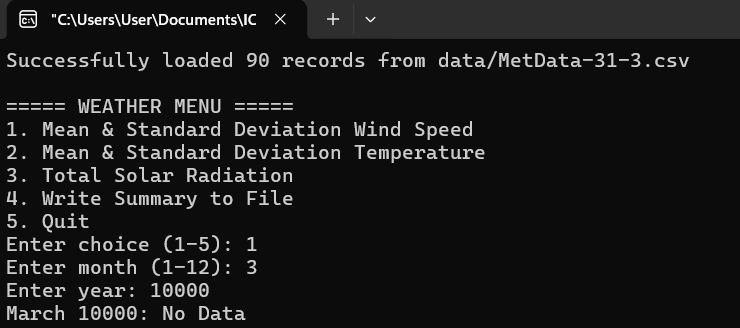 "C:\Users\User\Documents\IC
Successfully loaded 90 records from data/MetData-31-3.csv
===== WEATHER MENU =====
1. Mean & Standard Deviation Wind Speed
2. Mean & Standard Deviation Temperature
3. Total Solar Radiation
4. Write Summary to File
5. Quit
Enter choice (1-5): 1
Enter month (1-12): 3
Enter year: 10000
March 10000: No Data